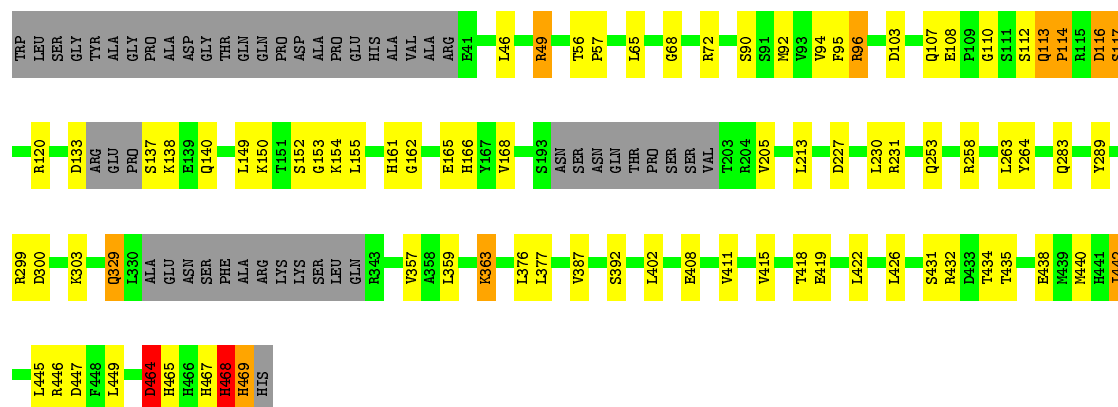 TRP LEU SER GLY TYR ALA GLY PRO ALA ASP GLY THR GLN GLN PRO ASP ALA PRO GLU HIS ALA VAL ALA ARG E41 L46 R49 T56 P57 L65 G68 R72 S90 S91 M92 V93 V94 F95 R96 D103 Q107 E108 P109 G110 S111 S112 Q113 P114 R115 D116 S117
R120 D133 ARG GLU PRO S137 K138 E139 Q140 L149 K150 T151 S152 G153 K154 L155 H161 G162 E165 H166 Y167 V168 S193 ASN SER ASN GLN THR PRO SER SER VAL T203 R204 V205 L213 D227 L230 R231 Q253 R258 L263 Y264 Q283 Y289
R299 D300 K303 Q329 L330 ALA GLU ASN SER PHE ALA ARG LYS LYS SER LEU GLN R343 V357 A358 L359 K363 L376 L377 V387 S392 L402 E408 V411 V415 T418 E419 L422 L426 S431 R432 D433 T434 T435 E438 M439 M440 H441
L445 R446 D447 F448 L449 D464 H465 H466 H467 H468 H469 HIS